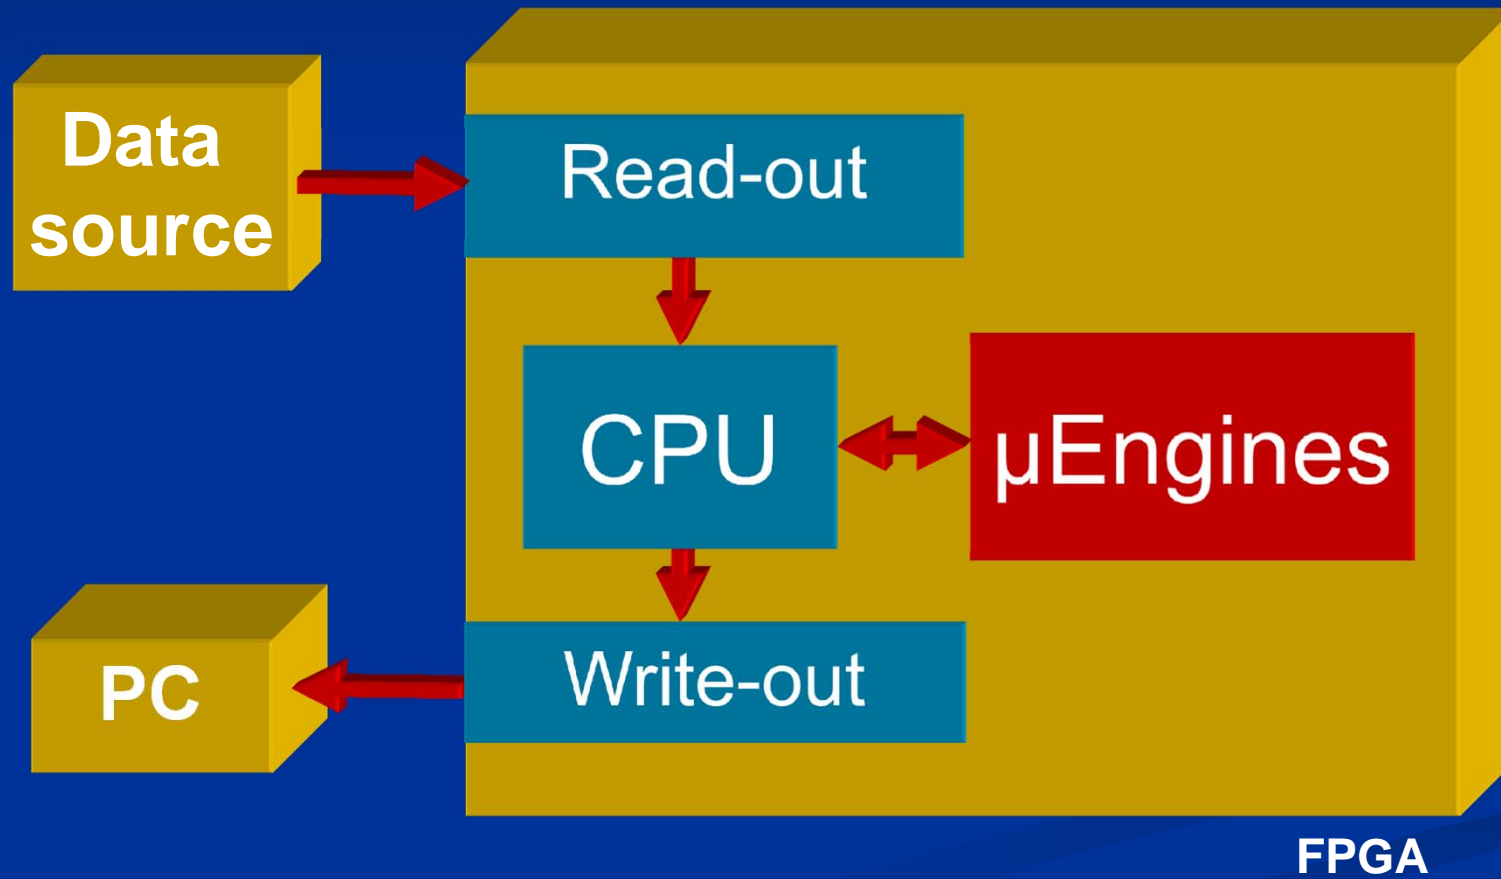 Data
source
Read-out
CPU
µEngines
Write-out
PC
FPGA